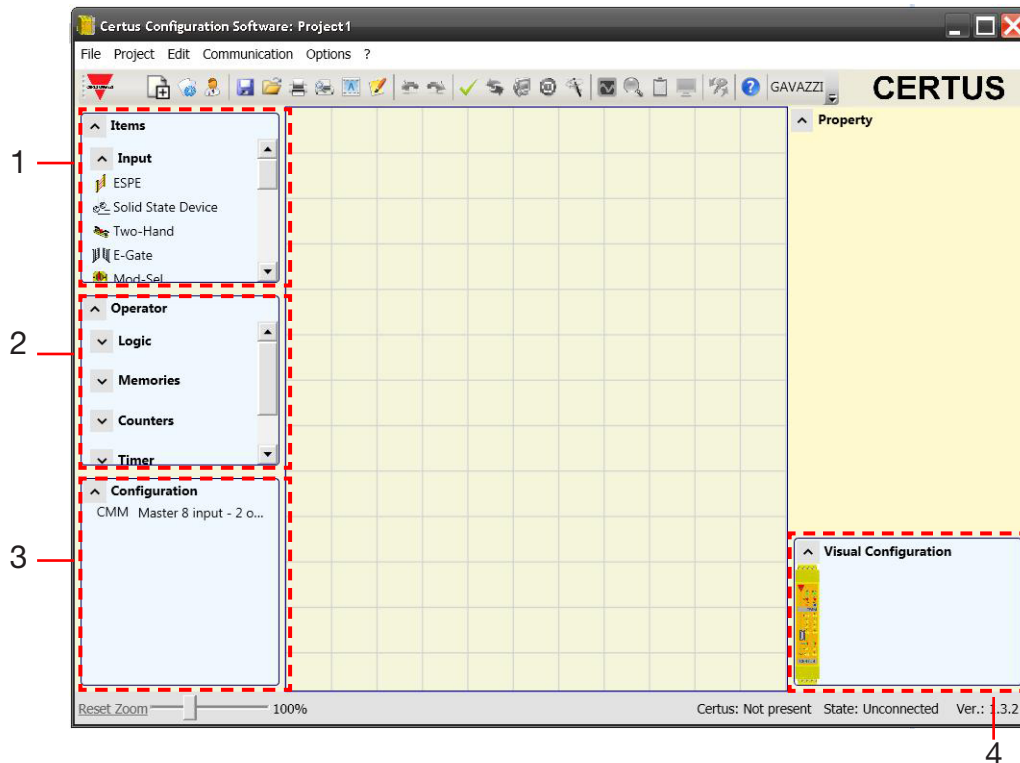 Certus Configuration Software: Project1
File Project Edit Communication Options ?
GAVAZZI
CERTUS
1
Items
Input
ESPE
Solid State Device
Two-Hand
E-Gate
Mod-Sel
2
Operator
Logic
Memories
Counters
Timer
3
Configuration
CMM Master 8 input - 2 o...
Property
Visual Configuration
Reset Zoom 100%
Certus: Not present State: Unconnected Ver.: 1.3.2
4